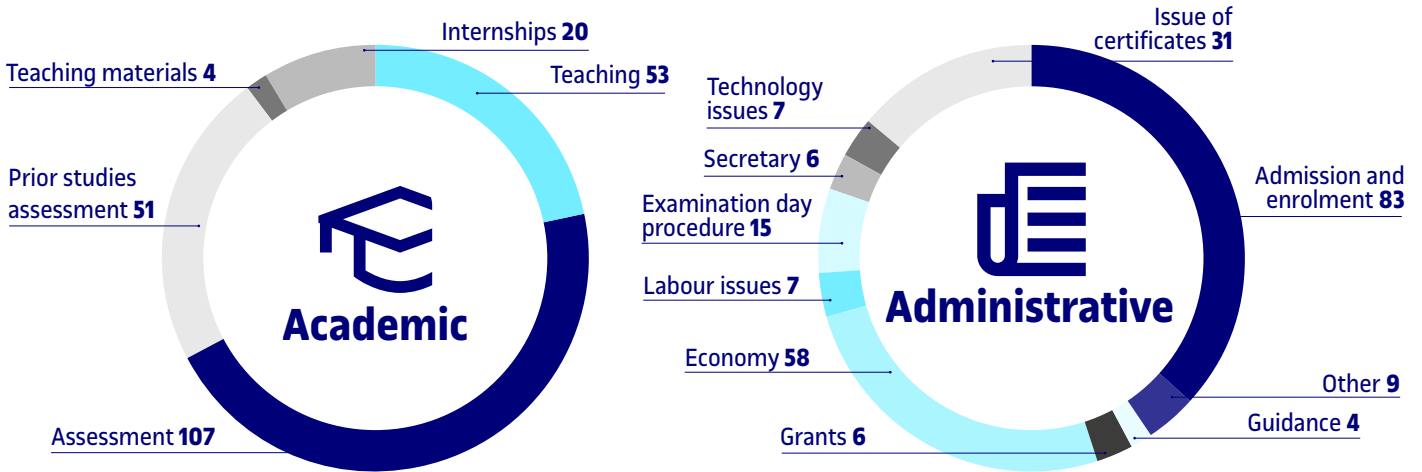 Internships 20
Teaching 53
Teaching materials 4
Prior studies
assessment 51
Assessment 107
Academic
Issue of
certificates 31
Technology
issues 7
Secretary 6
Examination day
procedure 15
Labour issues 7
Economy 58
Grants 6
Admission and
enrolment 83
Other 9
Guidance 4
Administrative